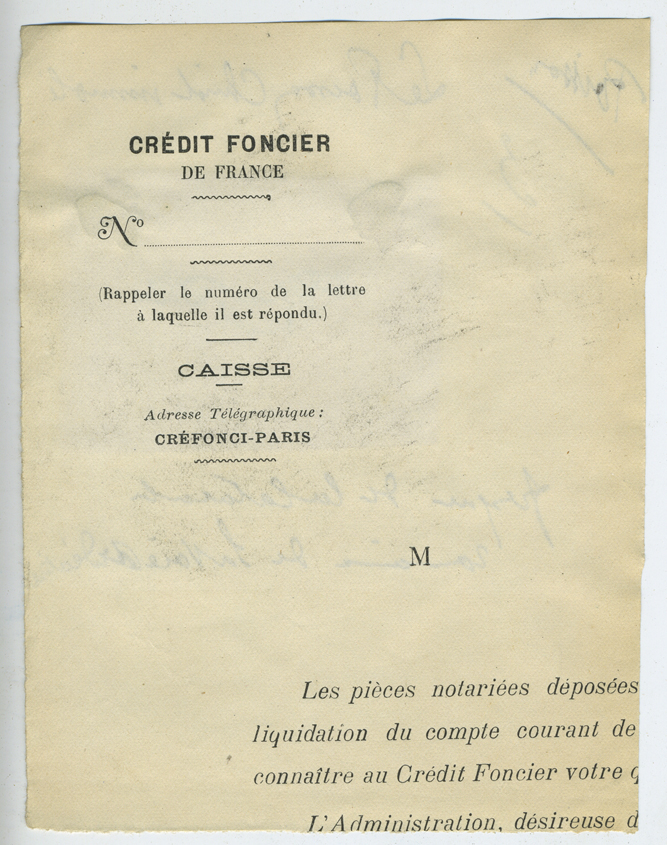 CRÉDIT FONCIER
DE FRANCE
Nº
(Rappeler le numéro de la lettre
à laquelle il est répondu.)
CAISSE
Adresse Télégraphique :
CRÉFONCI-PARIS
M
Les pièces notariées déposées
liquidation du compte courant de
connaître au Crédit Foncier votre q
L'Administration, désireuse d